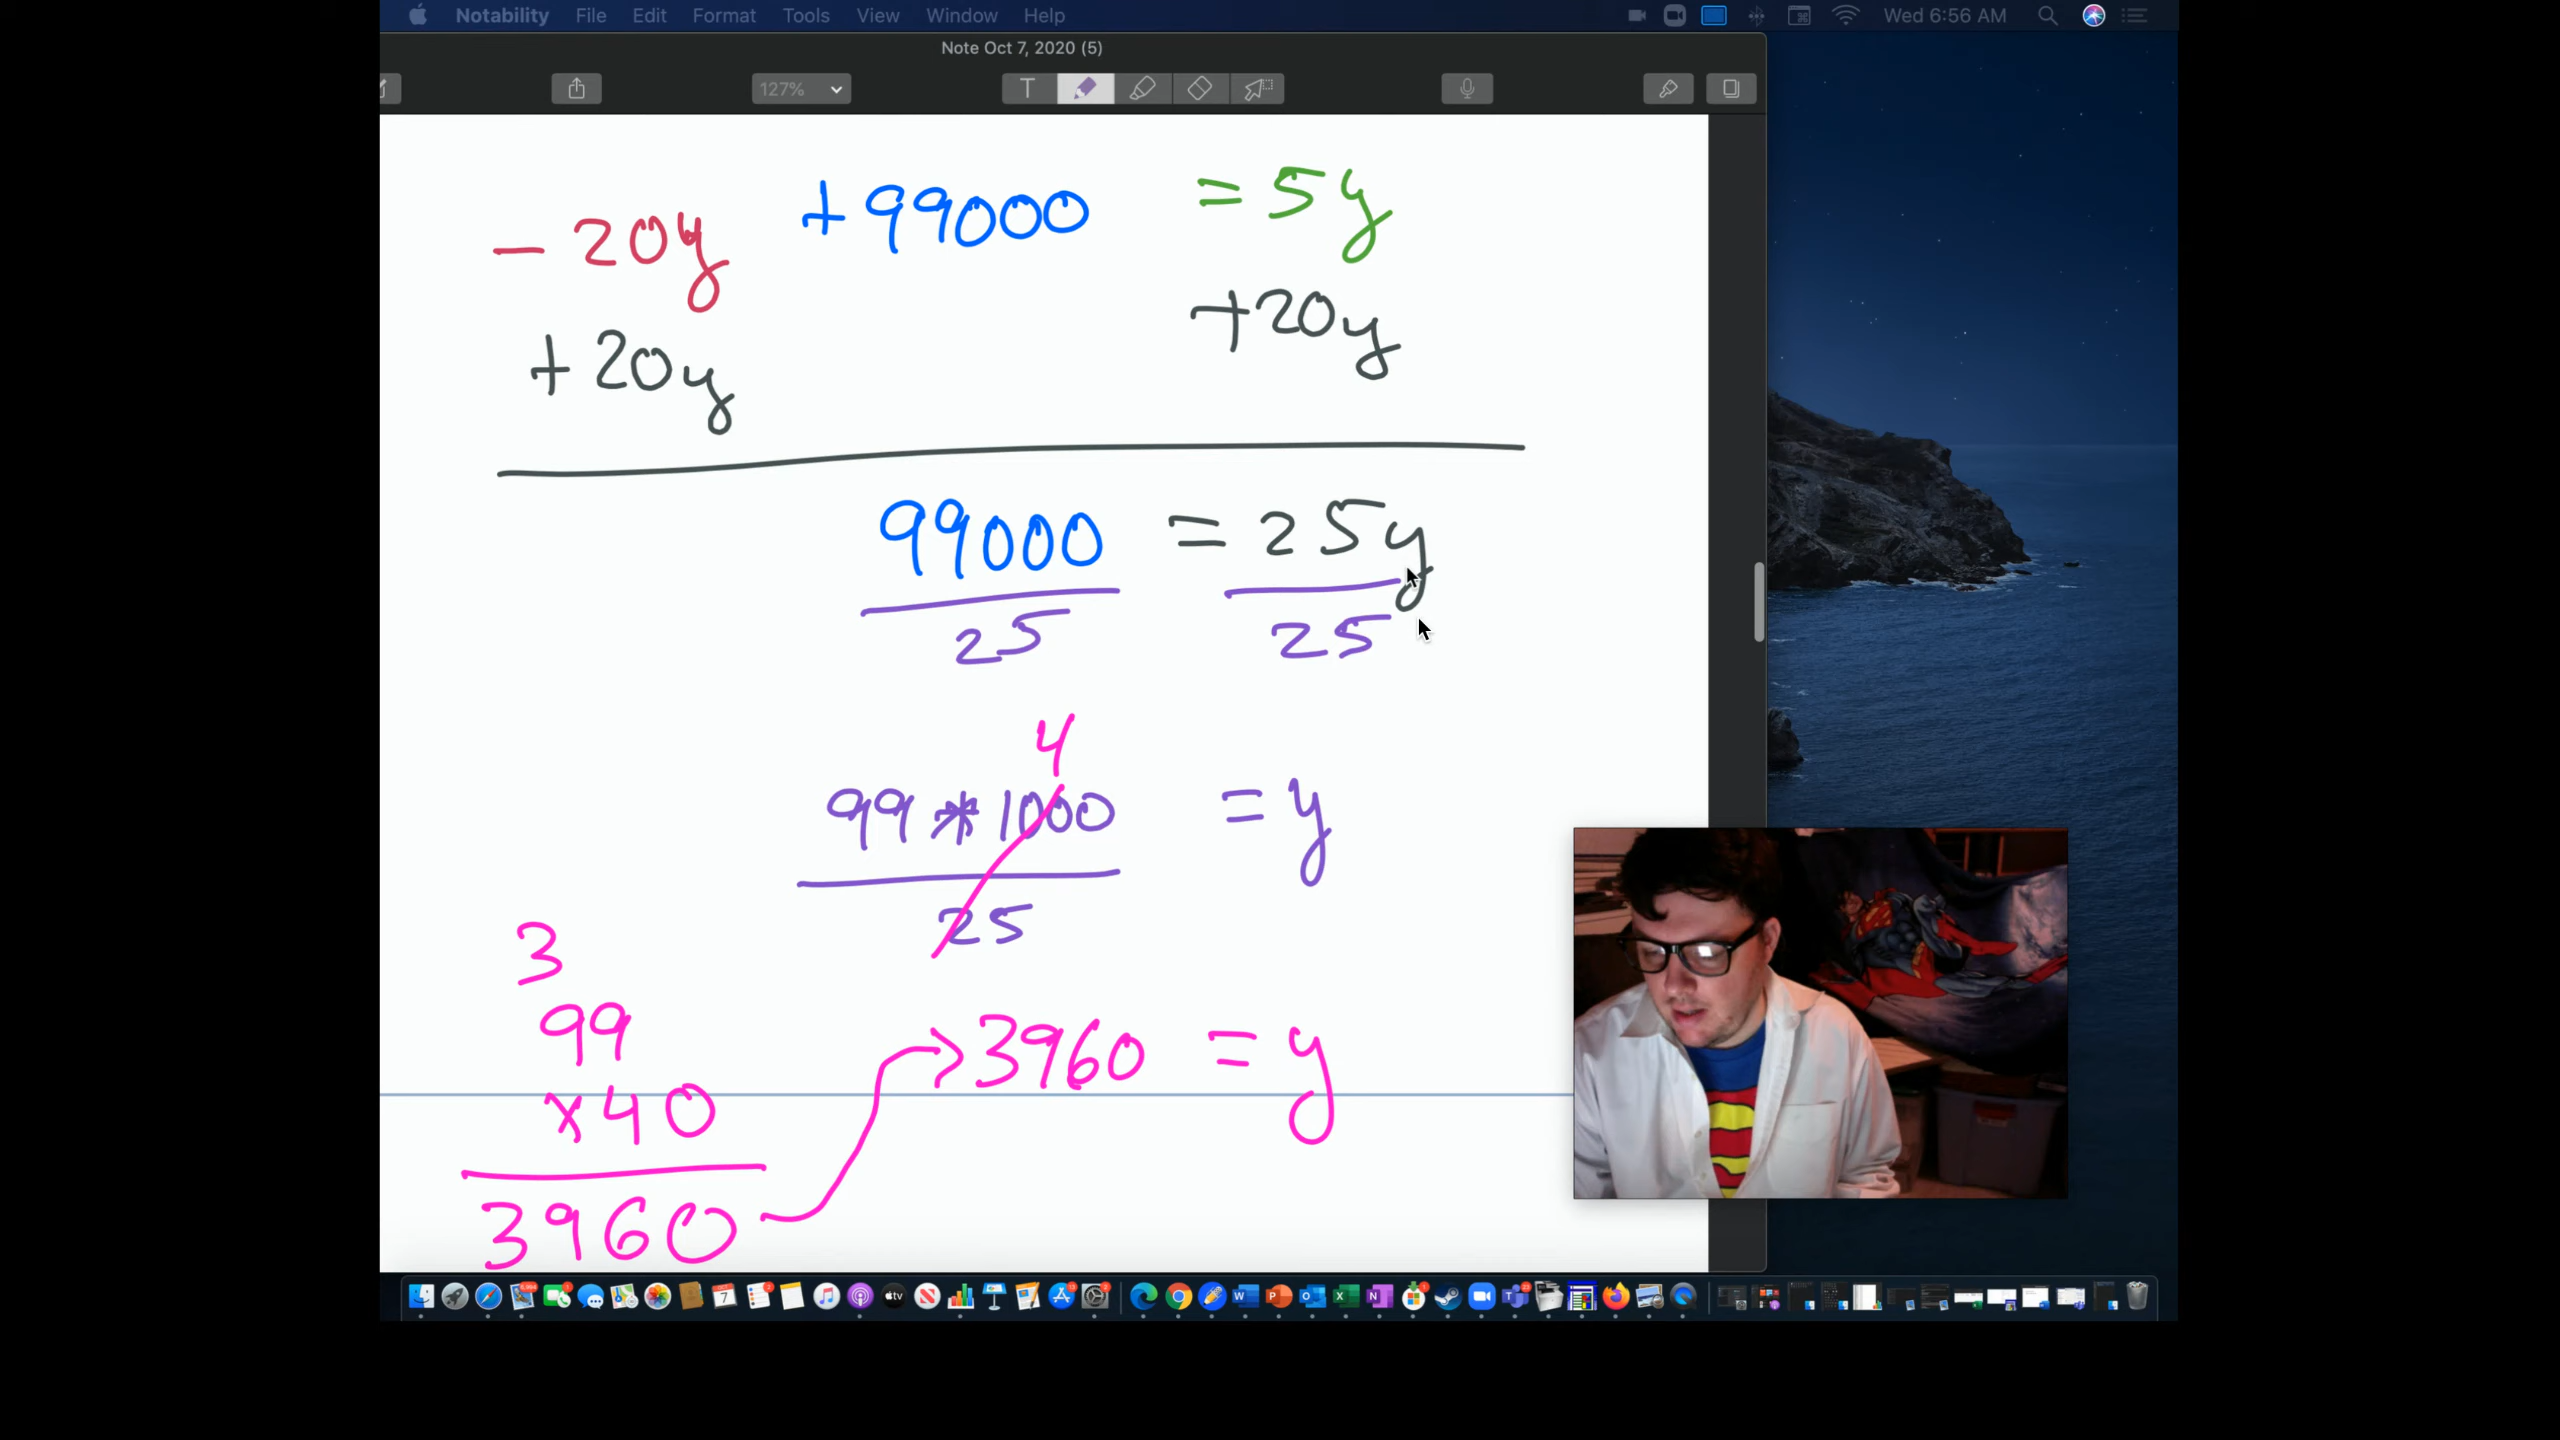 Notability File Edit Format Tools View Window Help Wed 6:56 AM
Note Oct 7, 2020 (5)
127% T
- 20y +99000 = 5y
+ 20y +20y
99000 = 25y
25 25
4
99 * 1000 = y
25
3
99
x40
3960
>3960 = y